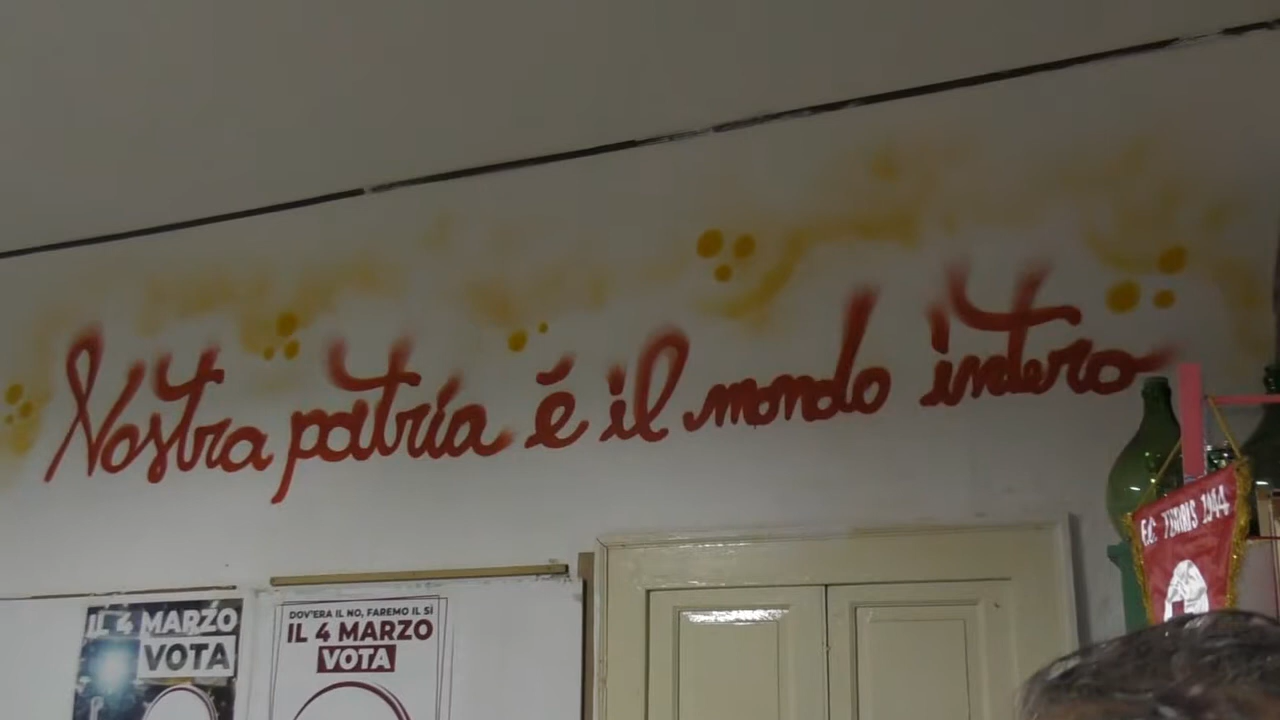 Nostra patria é il mondo intero
F.C. TURRIS 1944
IL 4 MARZO
VOTA
DOV'ERA IL NO, FAREMO IL SÌ
IL 4 MARZO
VOTA